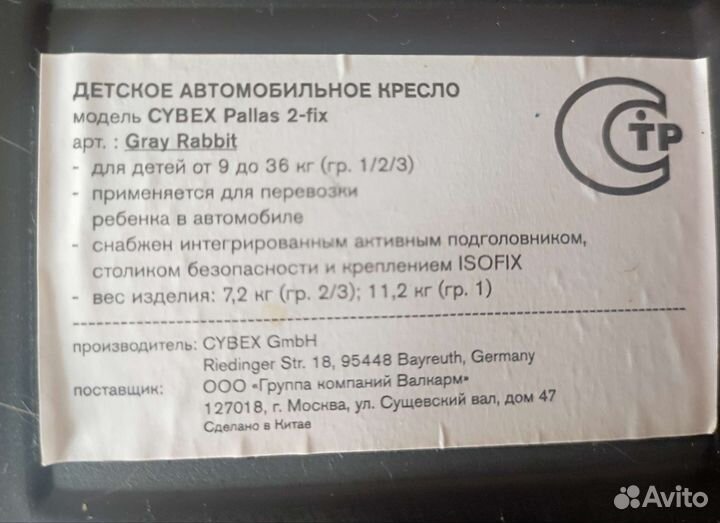 ДЕТСКОЕ АВТОМОБИЛЬНОЕ КРЕСЛО
модель CYBEX Pallas 2-fix
арт. : Gray Rabbit
- для детей от 9 до 36 кг (гр. 1/2/3)
- применяется для перевозки
ребенка в автомобиле
- снабжен интегрированным активным подголовником,
столиком безопасности и креплением ISOFIX
- вес изделия: 7,2 кг (гр. 2/3); 11,2 кг (гр. 1)
производитель: CYBEX GmbH
Riedinger Str. 18, 95448 Bayreuth, Germany
поставщик: ООО «Группа компаний Валкарм»
127018, г. Москва, ул. Сущевский вал, дом 47
Сделано в Китае
СТР
Avito